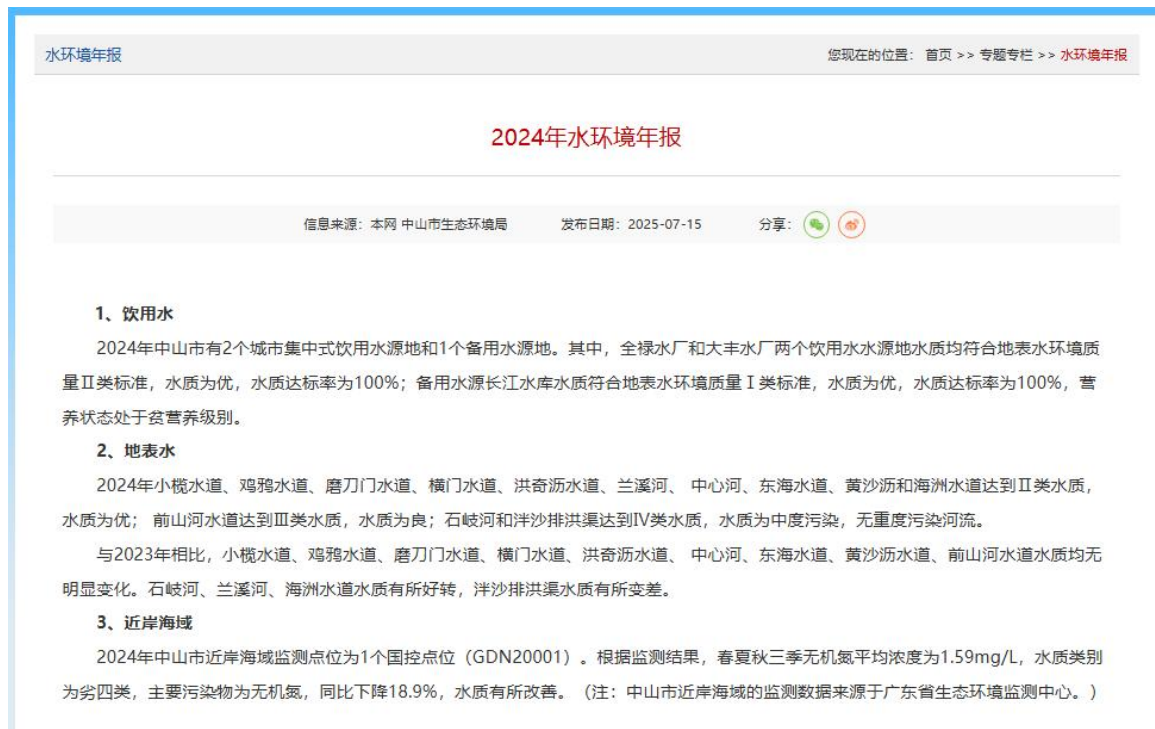 水环境年报
您现在的位置： 首页 >> 专题专栏 >> 水环境年报
2024年水环境年报
信息来源：本网 中山市生态环境局 发布日期：2025-07-15 分享：
1、饮用水
2024年中山市有2个城市集中式饮用水源地和1个备用水源地。其中，全禄水厂和大丰水厂两个饮用水水源地水质均符合地表水环境质
量Ⅱ类标准，水质为优，水质达标率为100%；备用水源长江水库水质符合地表水环境质量Ⅰ类标准，水质为优，水质达标率为100%，营
养状态处于贫营养级别。
2、地表水
2024年小榄水道、鸡鸦水道、磨刀门水道、横门水道、洪奇沥水道、兰溪河、 中心河、东海水道、黄沙沥和海洲水道达到Ⅱ类水质，
水质为优； 前山河水道达到Ⅲ类水质，水质为良；石岐河和泮沙排洪渠达到Ⅳ类水质，水质为中度污染，无重度污染河流。
与2023年相比，小榄水道、鸡鸦水道、磨刀门水道、横门水道、洪奇沥水道、 中心河、东海水道、黄沙沥水道、前山河水道水质均无
明显变化。石岐河、兰溪河、海洲水道水质有所好转，泮沙排洪渠水质有所变差。
3、近岸海域
2024年中山市近岸海域监测点位为1个国控点位（GDN20001）。根据监测结果，春夏秋三季无机氮平均浓度为1.59mg/L，水质类别
为劣四类，主要污染物为无机氮，同比下降18.9%，水质有所改善。（注：中山市近岸海域的监测数据来源于广东省生态环境监测中心。）